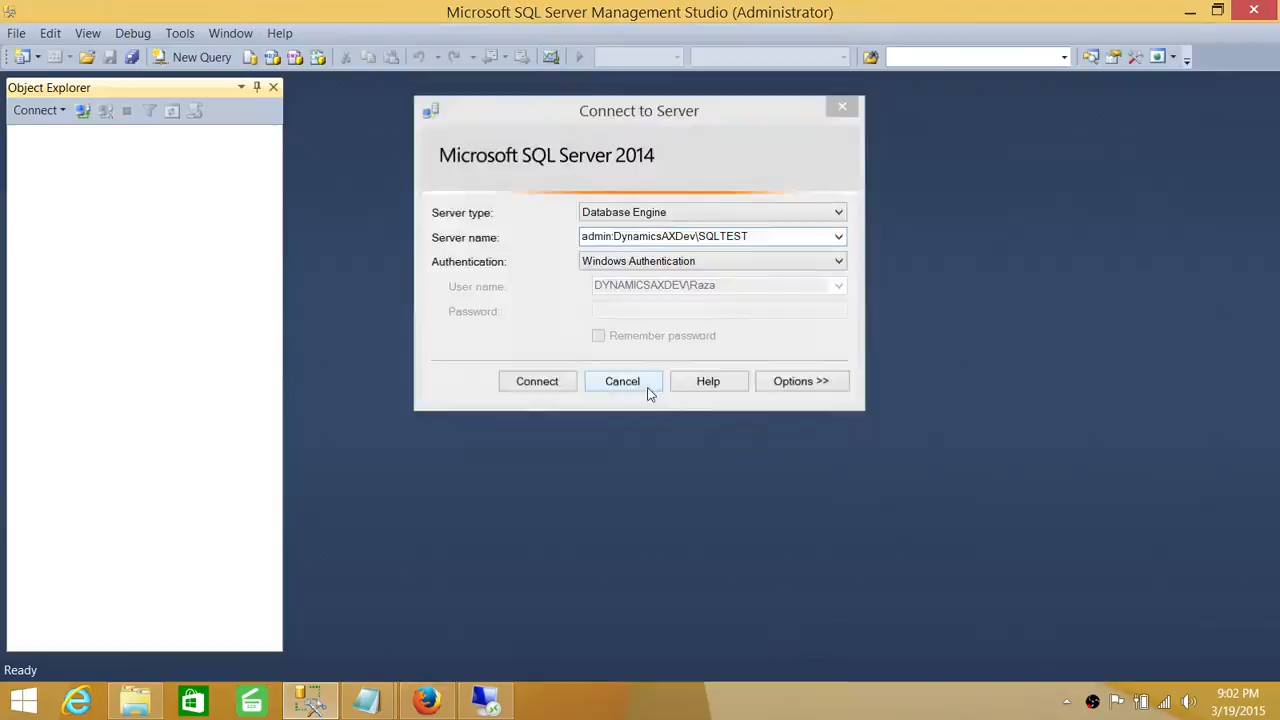 Microsoft SQL Server Management Studio (Administrator)
File Edit View Debug Tools Window Help
New Query
Object Explorer
Connect
Connect to Server
Microsoft SQL Server 2014
Server type: Database Engine
Server name: admin:DynamicsAXDev\SQLTEST
Authentication: Windows Authentication
User name: DYNAMICSAXDEV\Raza
Password:
Remember password
Connect Cancel Help Options >>
Ready
9:02 PM
3/19/2015